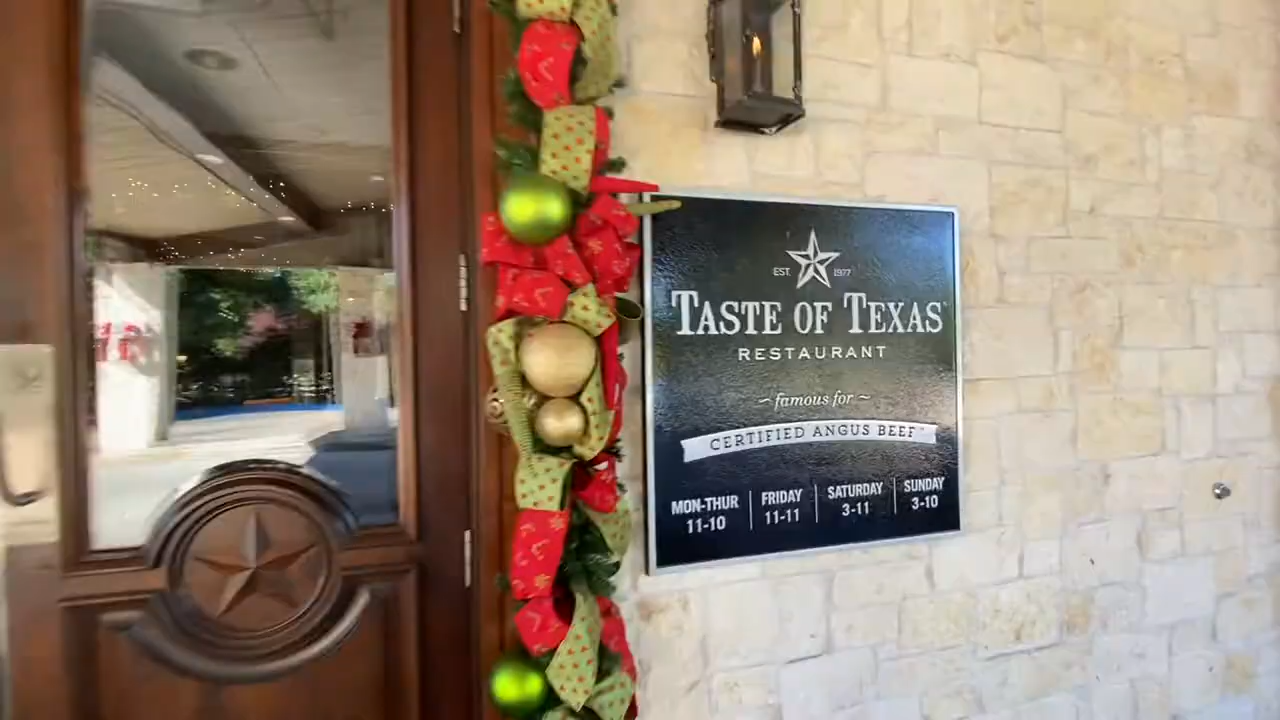 EST. 1977
TASTE OF TEXAS
RESTAURANT
~famous for~
CERTIFIED ANGUS BEEF
MON-THUR
11-10
FRIDAY
11-11
SATURDAY
3-11
SUNDAY
3-10